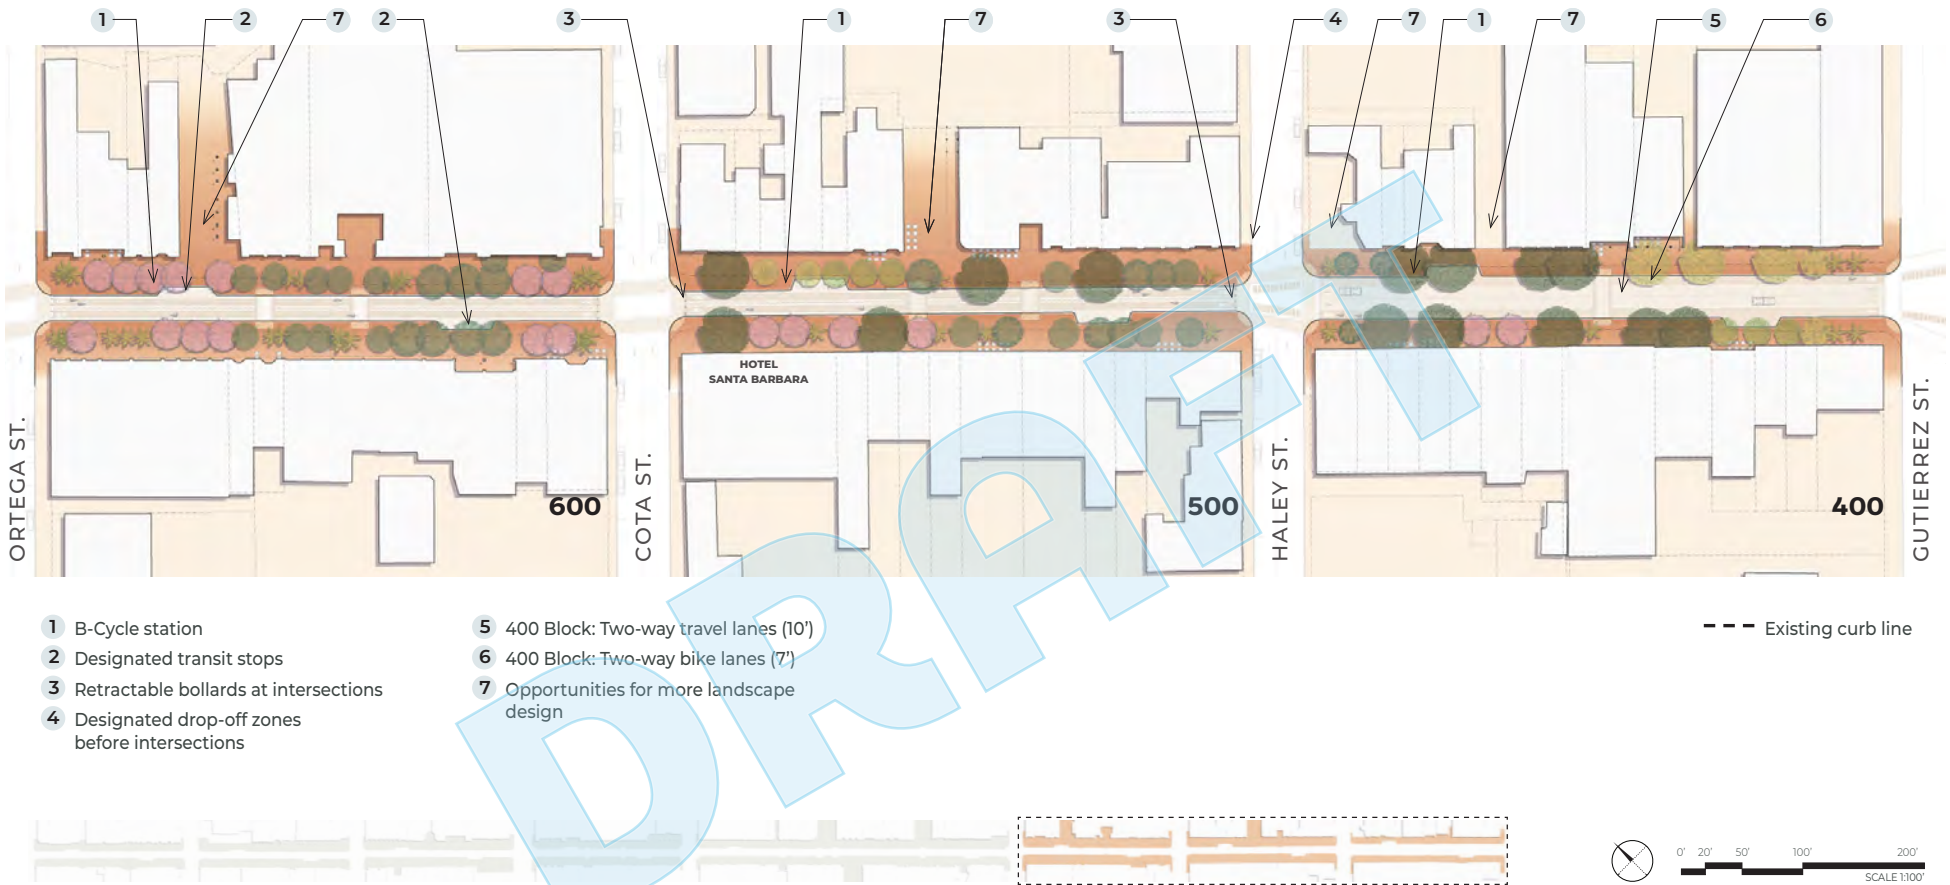 1 2 7 2 3 1 7 3 4 7 1 7 5 6
HOTEL
SANTA BARBARA
ORTEGA ST.
600
COTA ST.
500
HALEY ST.
400
GUTIERREZ ST.
1 B-Cycle station
2 Designated transit stops
3 Retractable bollards at intersections
4 Designated drop-off zones
before intersections
5 400 Block: Two-way travel lanes (10’)
6 400 Block: Two-way bike lanes (7’)
7 Opportunities for more landscape
design
Existing curb line
DRAFT
0’ 20’ 50’ 100’ 200’
SCALE 1:100’